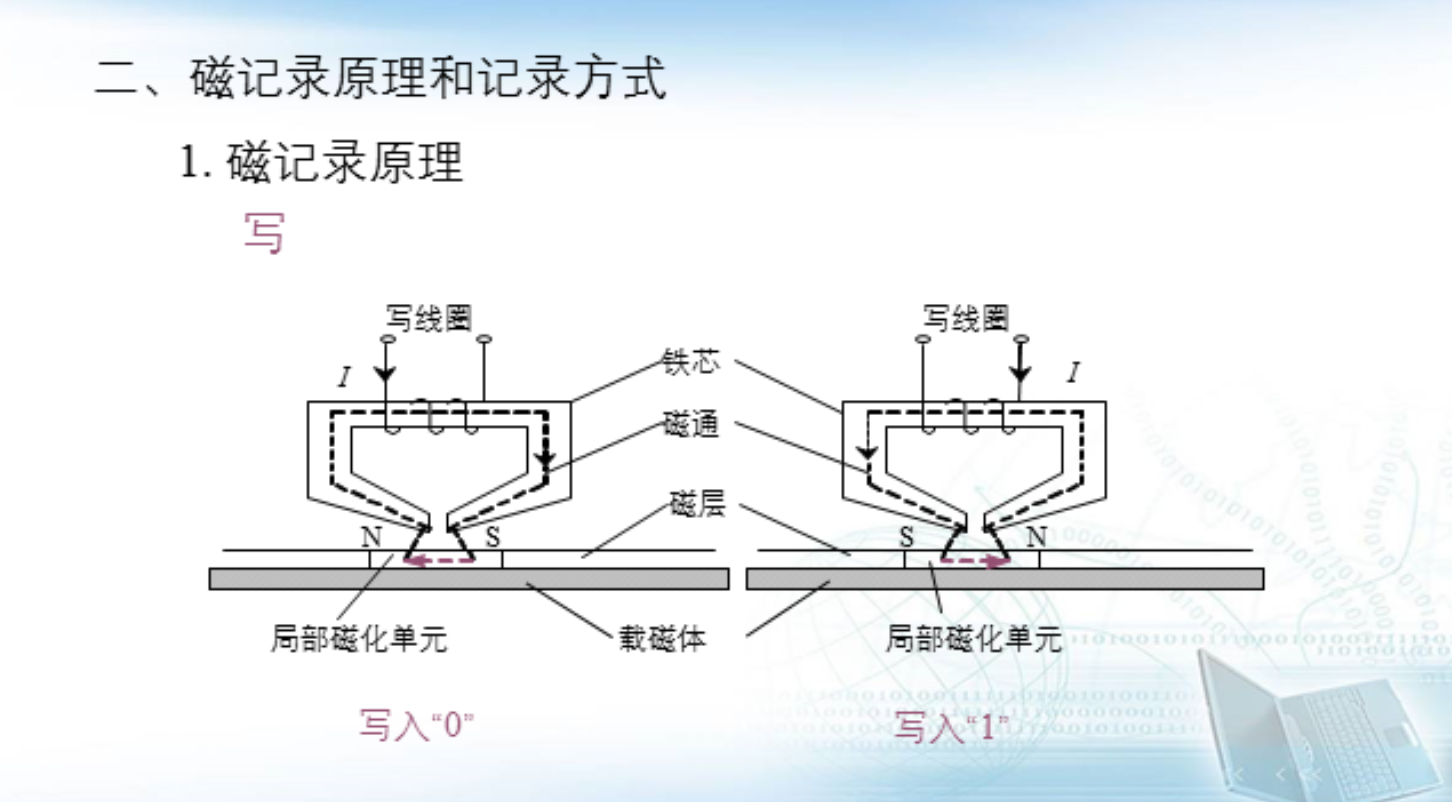 二、磁记录原理和记录方式
1. 磁记录原理
写
写线圈
写线圈
I
铁芯
I
磁通
磁层
N
S
S
N
局部磁化单元
载磁体
局部磁化单元
写入“0”
写入“1”